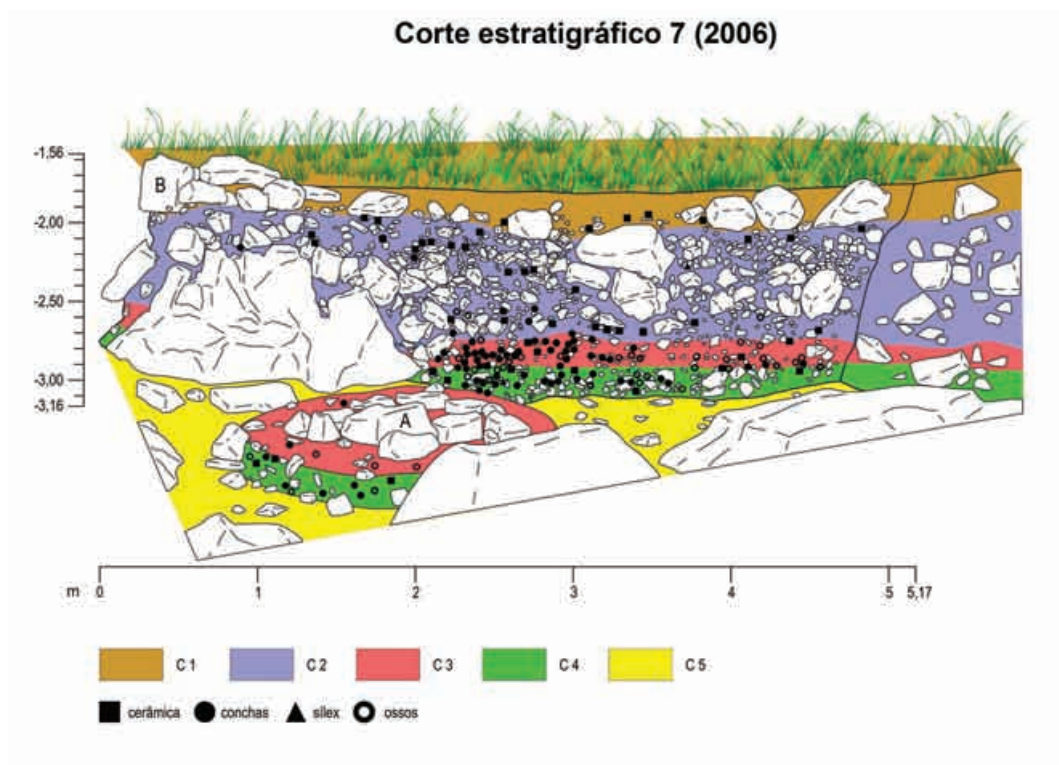 Corte estratigráfico 7 (2006)
-1,56
B
-2,00
-2,50
-3,00
-3,16
A
m 0 1 2 3 4 5 5,17
C 1 C 2 C 3 C 4 C 5
cerâmica conchas sílex ossos